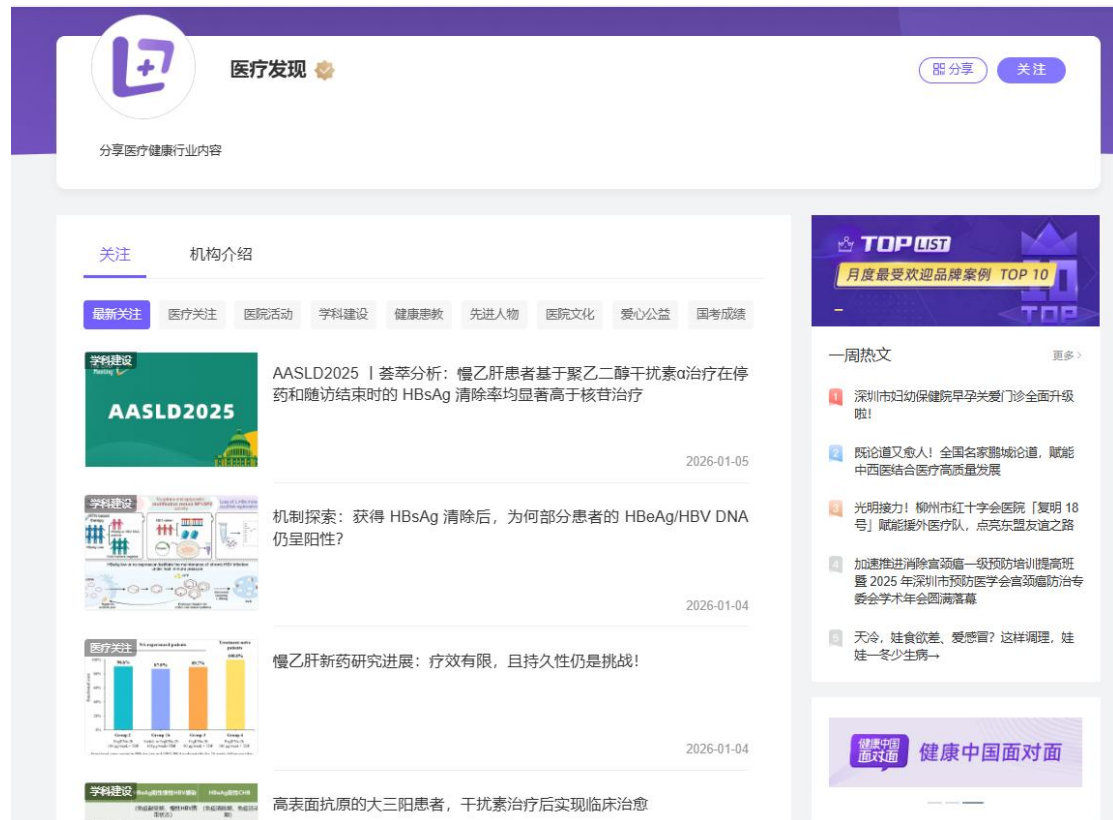 医疗发现
分享
关注
分享医疗健康行业内容
关注
机构介绍
最新关注
医疗关注
医院活动
学科建设
健康患教
先进人物
医院文化
爱心公益
国考成绩
学科建设
Meeting
AASLD2025
AASLD2025 丨荟萃分析：慢乙肝患者基于聚乙二醇干扰素α治疗在停
药和随访结束时的 HBsAg 清除率均显著高于核苷治疗
2026-01-05
学科建设
机制探索：获得 HBsAg 清除后，为何部分患者的 HBeAg/HBV DNA
仍呈阳性？
2026-01-04
医疗关注
慢乙肝新药研究进展：疗效有限，且持久性仍是挑战！
2026-01-04
学科建设
高表面抗原的大三阳患者，干扰素治疗后实现临床治愈
TOP LIST
月度最受欢迎品牌案例 TOP 10
10
TOP
一周热文
更多
1 深圳市妇幼保健院早孕关爱门诊全面升级
啦！
2 既论道又愈人！全国名家鹏城论道，赋能
中西医结合医疗高质量发展
3 光明接力！柳州市红十字会医院「复明 18
号」赋能援外医疗队，点亮东盟友谊之路
4 加速推进消除宫颈癌一级预防培训提高班
暨 2025 年深圳市预防医学会宫颈癌防治专
委会学术年会圆满落幕
5 天冷，娃食欲差、爱感冒？这样调理，娃
娃一冬少生病→
健康中国
面对面
健康中国面对面